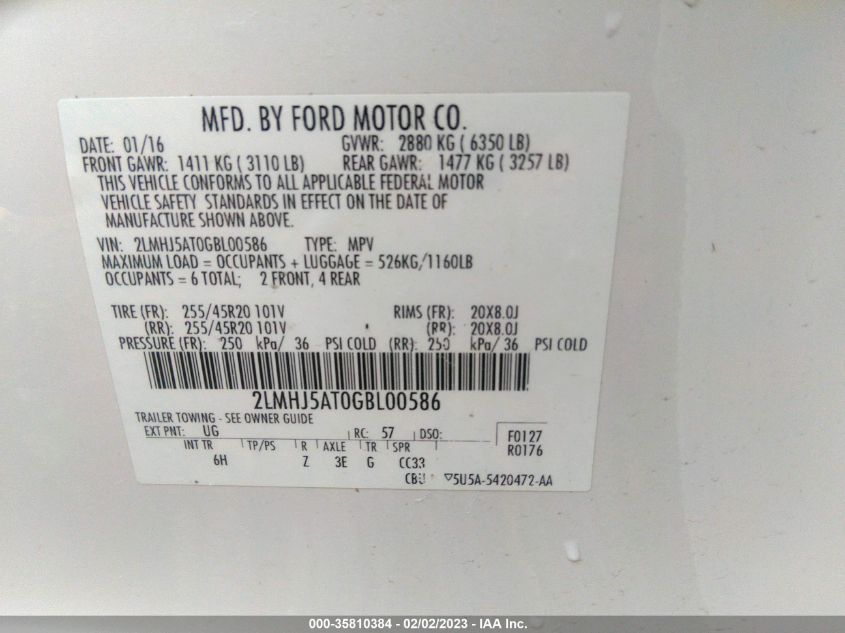 MFD. BY FORD MOTOR CO.
DATE: 01/16 GVWR: 2880 KG ( 6350 LB)
FRONT GAWR: 1411 KG ( 3110 LB) REAR GAWR: 1477 KG ( 3257 LB)
THIS VEHICLE CONFORMS TO ALL APPLICABLE FEDERAL MOTOR
VEHICLE SAFETY STANDARDS IN EFFECT ON THE DATE OF
MANUFACTURE SHOWN ABOVE.
VIN: 2LMHJ5AT0GBL00586 TYPE: MPV
MAXIMUM LOAD = OCCUPANTS + LUGGAGE = 526KG/1160LB
OCCUPANTS = 6 TOTAL; 2 FRONT, 4 REAR
TIRE (FR): 255/45R20 101V RIMS (FR): 20X8.0J
(RR): 255/45R20 101V (RR): 20X8.0J
PRESSURE (FR): 250 kPa/ 36 PSI COLD (RR): 250 kPa/ 36 PSI COLD
2LMHJ5AT0GBL00586
TRAILER TOWING - SEE OWNER GUIDE
EXT PNT: UG RC: 57 DSO: F0127
INT TR TP/PS R AXLE TR SPR R0176
6H Z 3E G CC33
CBU ▽5U5A-5420472-AA
000-35810384 - 02/02/2023 - IAA Inc.